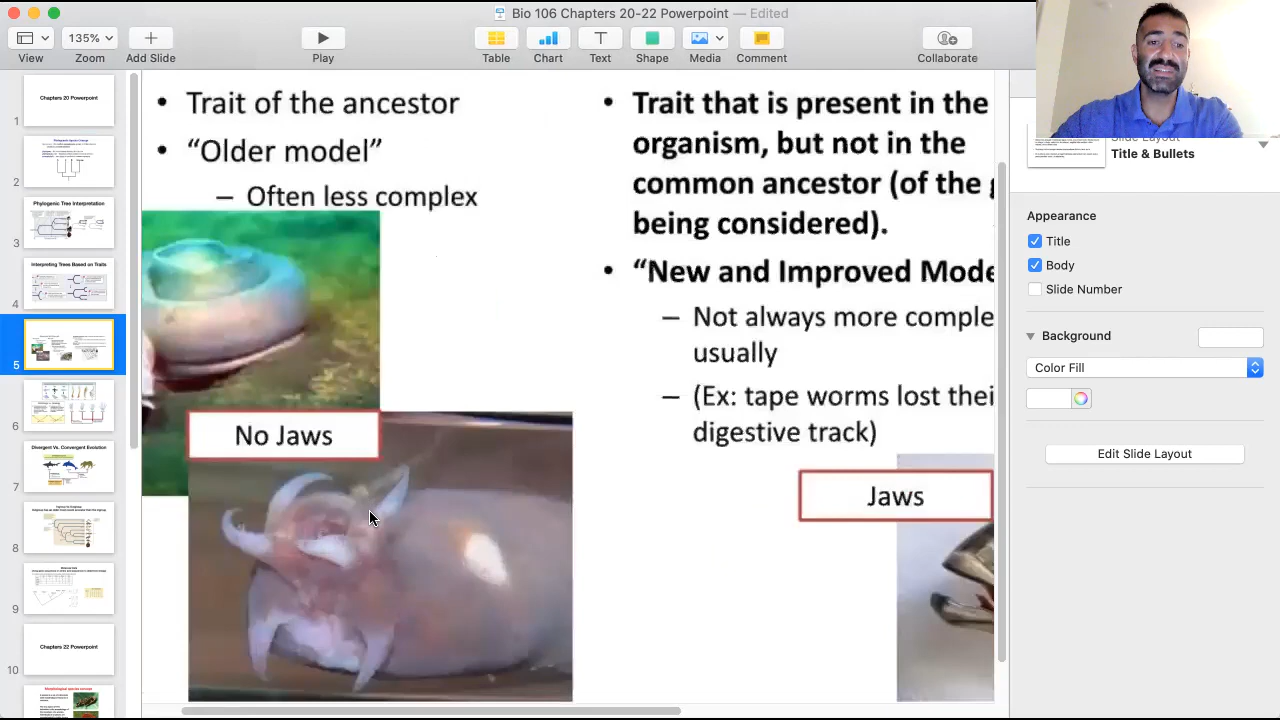 Bio 106 Chapters 20-22 Powerpoint — Edited
135%
View
Zoom
Add Slide
Play
Table
Chart
Text
Shape
Media
Comment
Collaborate
Chapters 20 Powerpoint
1
2
Phylogenic Tree Interpretation
3
Interpreting Trees Based on Traits
4
5
6
Divergent Vs. Convergent Evolution
7
8
9
Chapters 22 Powerpoint
10
• Trait of the ancestor
• “Older model”
– Often less complex
No Jaws
• Trait that is present in the
organism, but not in the
common ancestor (of the g
being considered).
• “New and Improved Mode
– Not always more comple
usually
– (Ex: tape worms lost thei
digestive track)
Jaws
Slide Layout
Title & Bullets
Appearance
Title
Body
Slide Number
Background
Color Fill
Edit Slide Layout